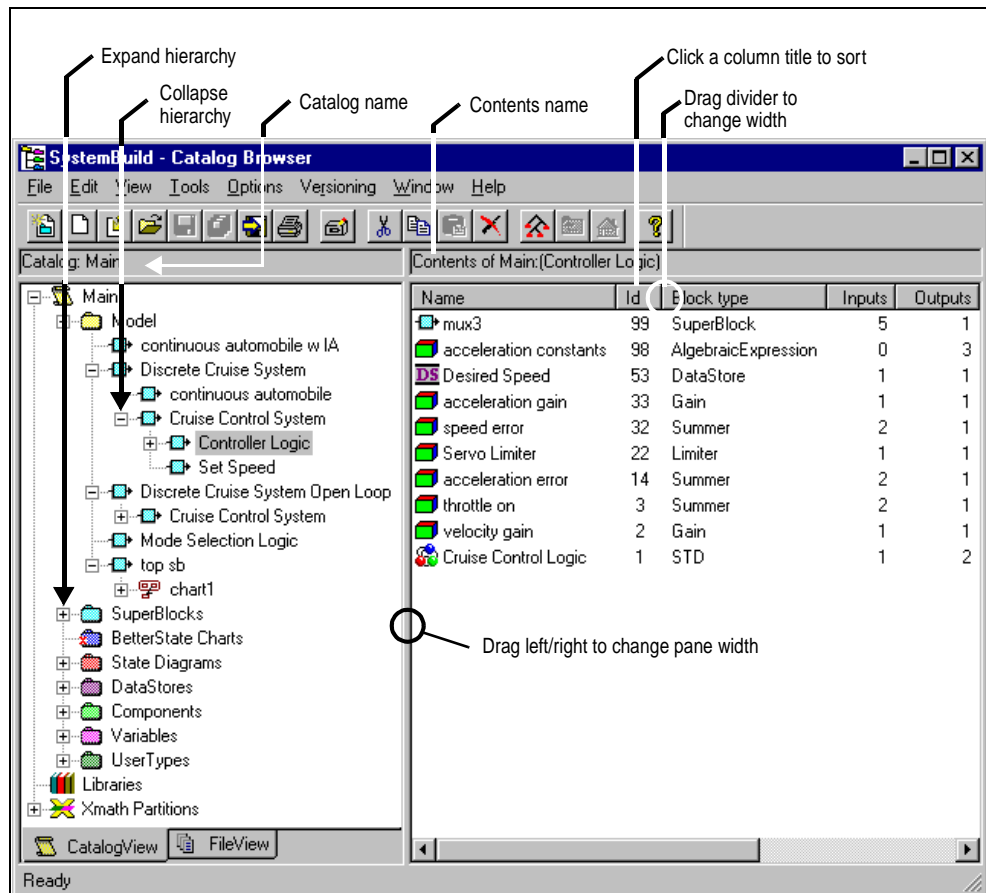 Expand hierarchy
Click a column title to sort
Collapse
hierarchy
Catalog name
Contents name
Drag divider to
change width
SystemBuild - Catalog Browser
File Edit View Tools Options Versioning Window Help
Catalog: Main
Contents of Main:(Controller Logic)
Main
Model
continuous automobile w IA
Discrete Cruise System
continuous automobile
Cruise Control System
Controller Logic
Set Speed
Discrete Cruise System Open Loop
Cruise Control System
Mode Selection Logic
top sb
chart1
SuperBlocks
BetterState Charts
State Diagrams
DataStores
Components
Variables
UserTypes
Libraries
Xmath Partitions
CatalogView FileView
Name Id Block type Inputs Outputs
mux3 99 SuperBlock 5 1
acceleration constants 98 AlgebraicExpression 0 3
DS Desired Speed 53 DataStore 1 1
acceleration gain 33 Gain 1 1
speed error 32 Summer 2 1
Servo Limiter 22 Limiter 1 1
acceleration error 14 Summer 2 1
throttle on 3 Summer 2 1
velocity gain 2 Gain 1 1
Cruise Control Logic 1 STD 1 2
Drag left/right to change pane width
Ready